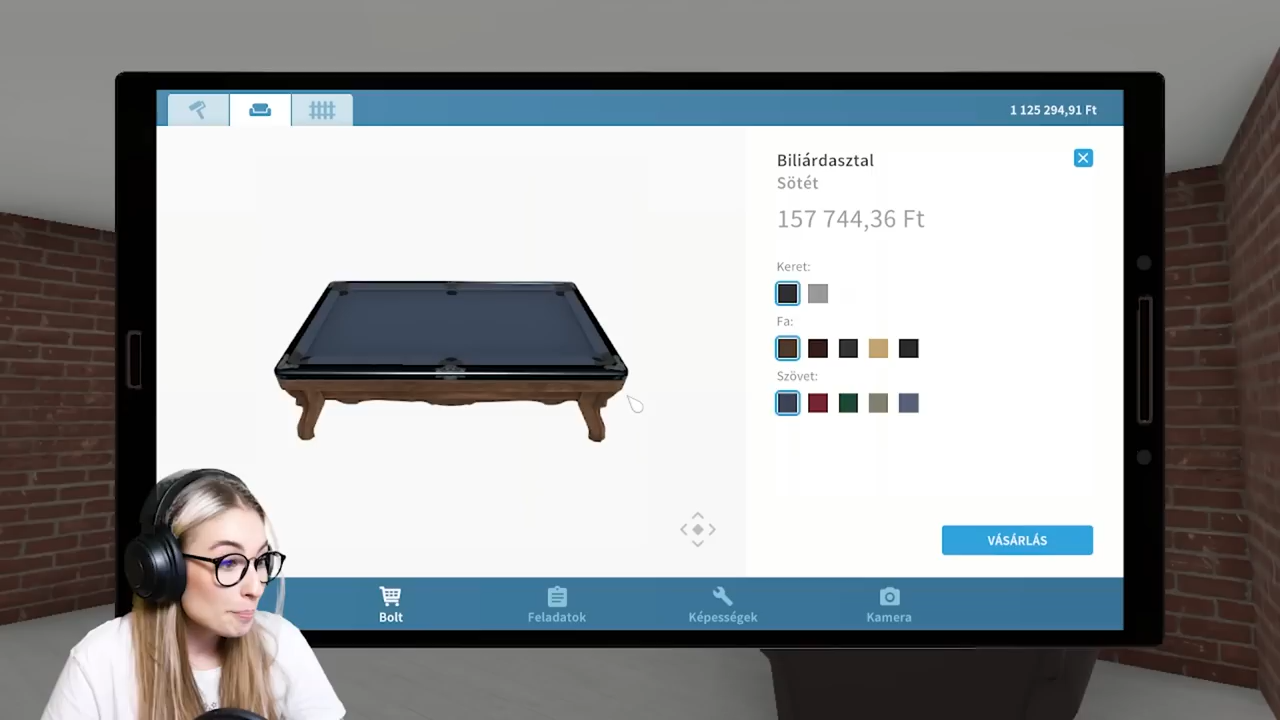 1 125 294,91 Ft
Biliárdasztal
Sötét
157 744,36 Ft
Keret:
Fa:
Szövet:
VÁSÁRLÁS
Bolt
Feladatok
Képességek
Kamera